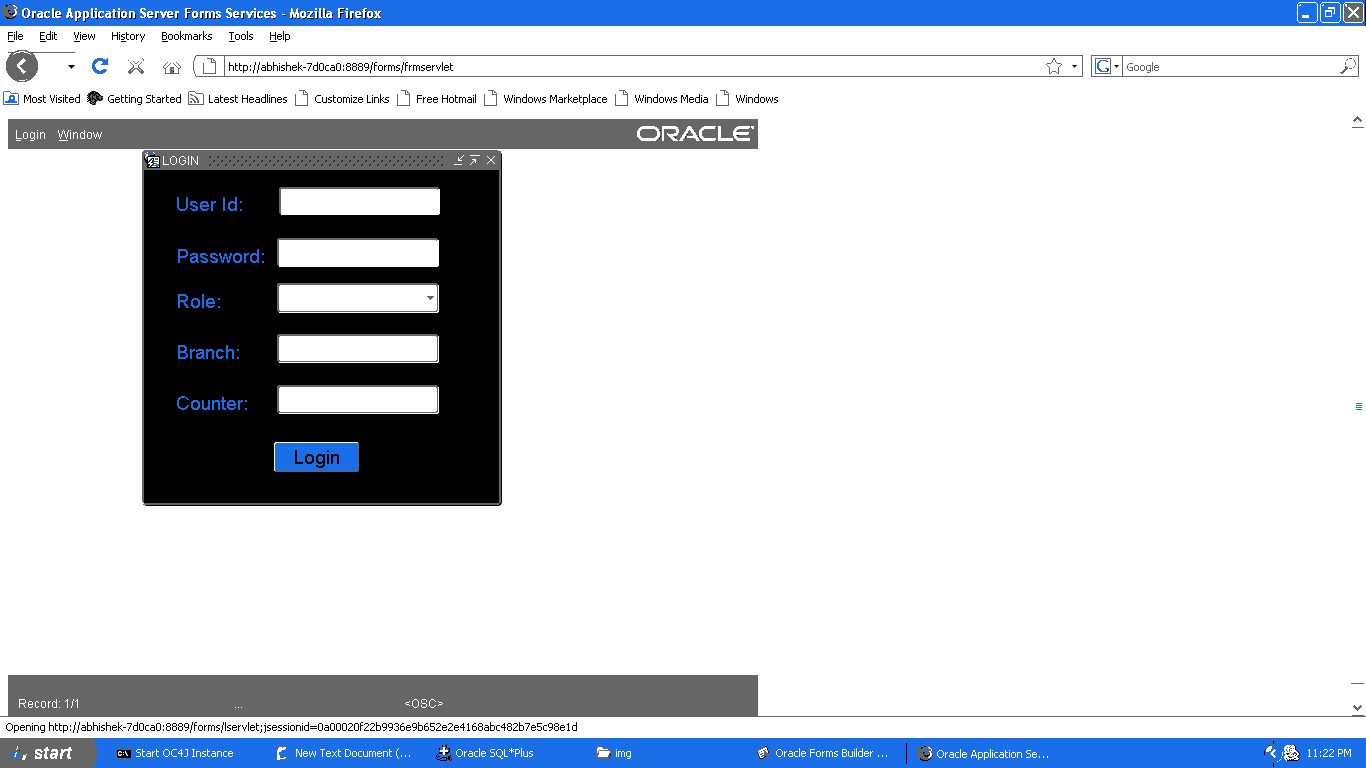 Oracle Application Server Forms Services - Mozilla Firefox
File Edit View History Bookmarks Tools Help
http://abhishek-7d0ca0:8889/forms/frmservlet
G Google
Most Visited Getting Started Latest Headlines Customize Links Free Hotmail Windows Marketplace Windows Media Windows
Login Window ORACLE
LOGIN
User Id:
Password:
Role:
Branch:
Counter:
Login
Record: 1/1 ... <OSC>
Opening http://abhishek-7d0ca0:8889/forms/lservlet;jsessionid=0a00020f22b9936e9b652e2e4168abc482b7e5c98e1d
start Start OC4J Instance New Text Document (... Oracle SQL*Plus img Oracle Forms Builder ... Oracle Application Se... 11:22 PM